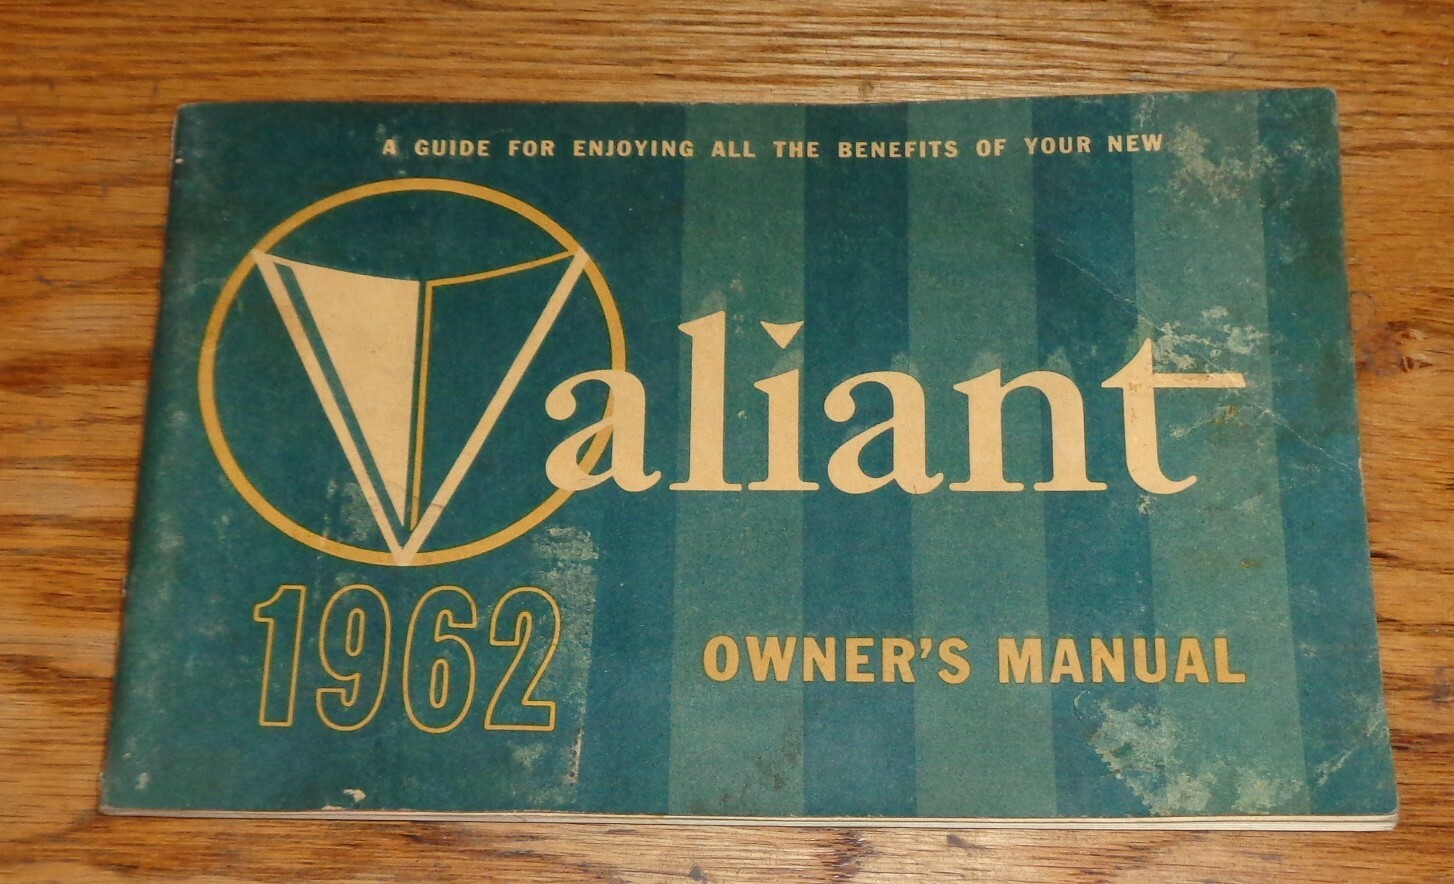 A GUIDE FOR ENJOYING ALL THE BENEFITS OF YOUR NEW
Valiant
1962
OWNER'S MANUAL